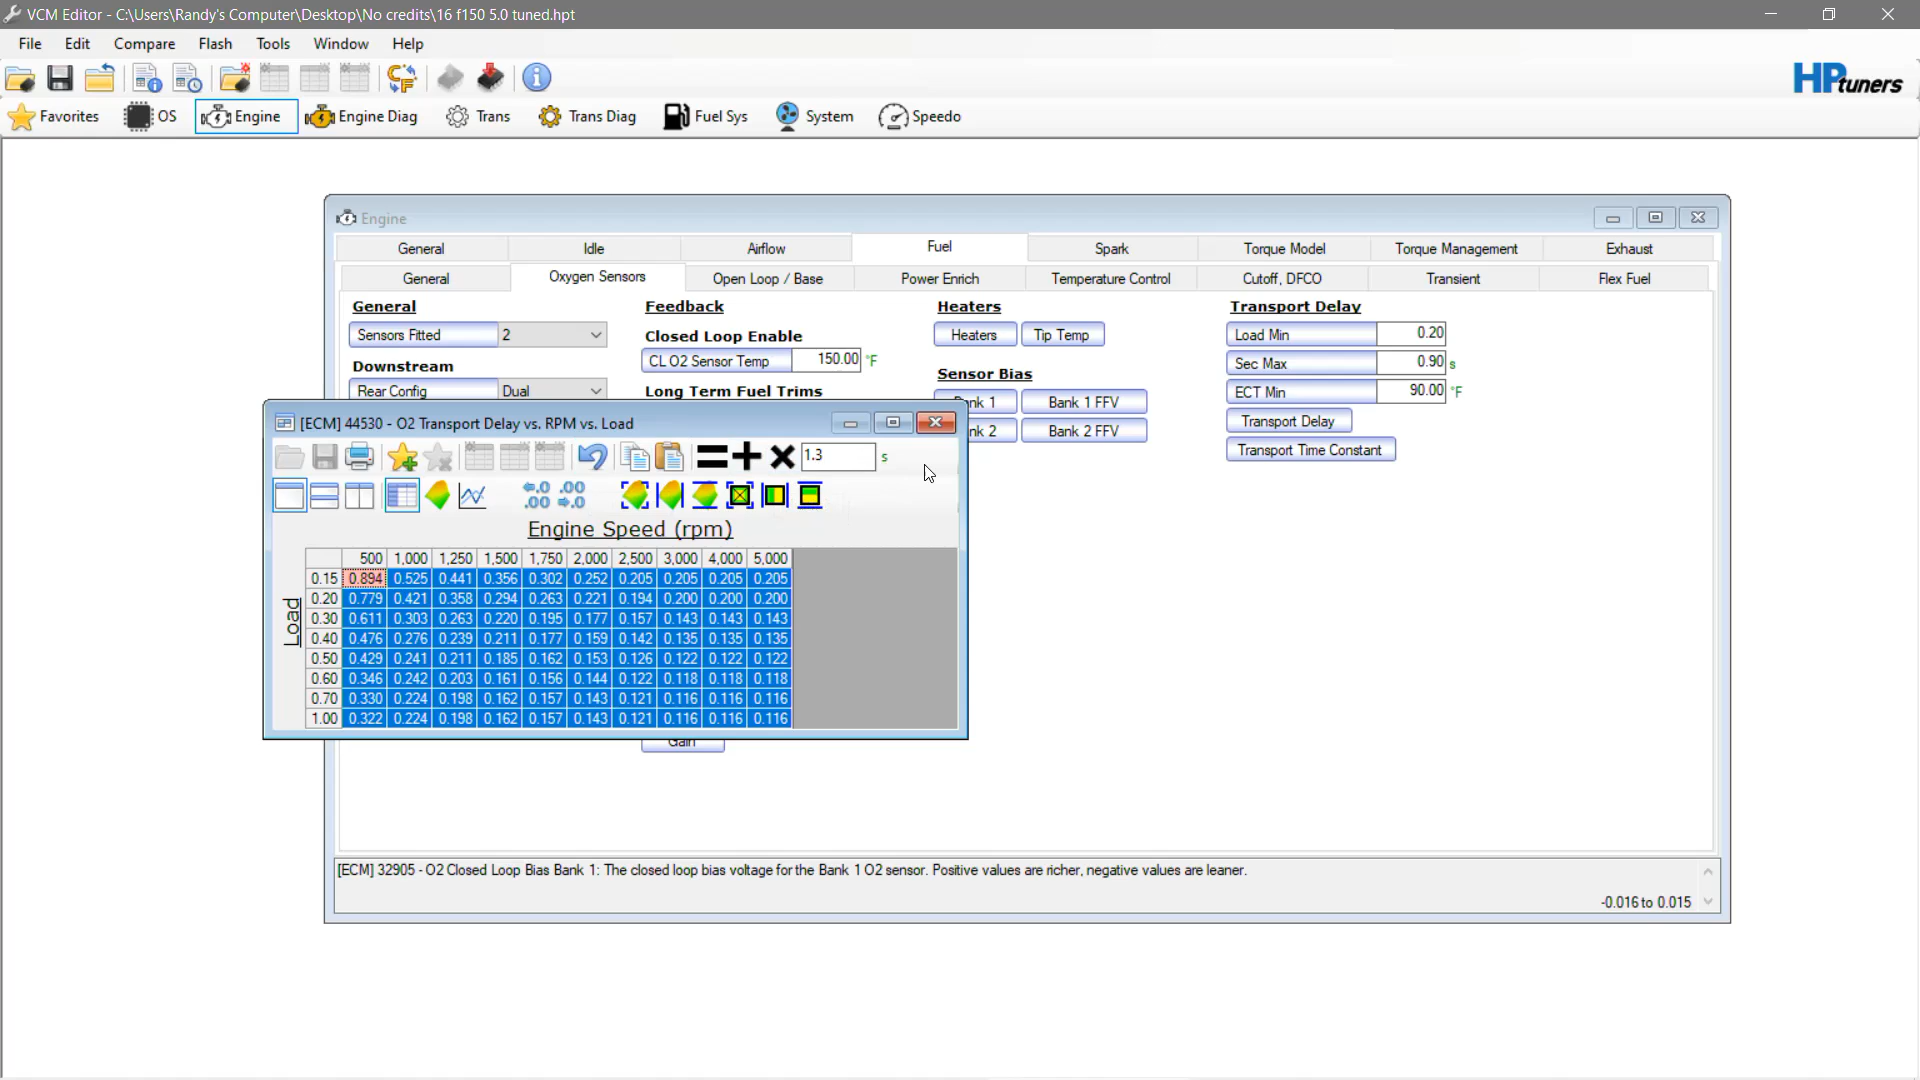 VCM Editor - C:\Users\Randy's Computer\Desktop\No credits\16 f150 5.0 tuned.hpt
File Edit Compare Flash Tools Window Help
HPtuners
Favorites OS Engine Engine Diag Trans Trans Diag Fuel Sys System Speedo
Engine
General Idle Airflow Fuel Spark Torque Model Torque Management Exhaust
General Oxygen Sensors Open Loop / Base Power Enrich Temperature Control Cutoff, DFCO Transient Flex Fuel
General Feedback Heaters Transport Delay
Sensors Fitted 2 Closed Loop Enable Heaters Tip Temp Load Min 0.20
Downstream CL O2 Sensor Temp 150.00 °F Sensor Bias Sec Max 0.90 s
Rear Config Dual Long Term Fuel Trims nk 1 Bank 1 FFV ECT Min 90.00 °F
nk 2 Bank 2 FFV Transport Delay
Transport Time Constant
[ECM] 44530 - O2 Transport Delay vs. RPM vs. Load
1.3 s
Engine Speed (rpm)
500 1,000 1,250 1,500 1,750 2,000 2,500 3,000 4,000 5,000
Load
0.15 0.894 0.525 0.441 0.356 0.302 0.252 0.205 0.205 0.205 0.205
0.20 0.779 0.421 0.358 0.294 0.263 0.221 0.194 0.200 0.200 0.200
0.30 0.611 0.303 0.263 0.220 0.195 0.177 0.157 0.143 0.143 0.143
0.40 0.476 0.276 0.239 0.211 0.177 0.159 0.142 0.135 0.135 0.135
0.50 0.429 0.241 0.211 0.185 0.162 0.153 0.126 0.122 0.122 0.122
0.60 0.346 0.242 0.203 0.161 0.156 0.144 0.122 0.118 0.118 0.118
0.70 0.330 0.224 0.198 0.162 0.157 0.143 0.121 0.116 0.116 0.116
1.00 0.322 0.224 0.198 0.162 0.157 0.143 0.121 0.116 0.116 0.116
Gain
[ECM] 32905 - O2 Closed Loop Bias Bank 1: The closed loop bias voltage for the Bank 1 O2 sensor. Positive values are richer, negative values are leaner.
-0.016 to 0.015